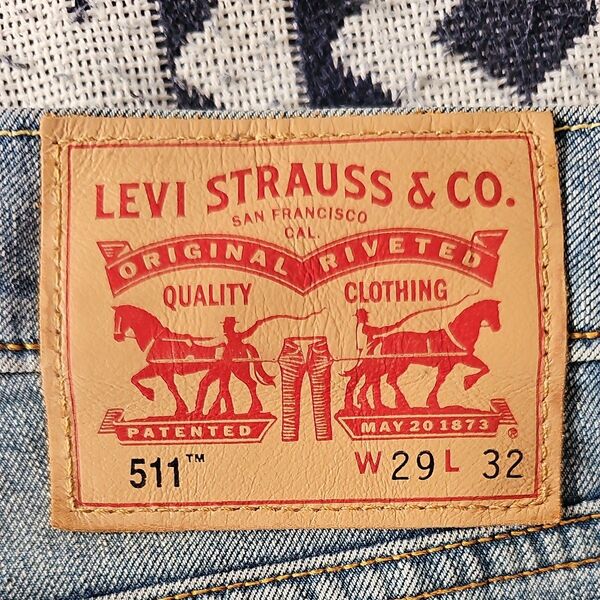 LEVI STRAUSS & CO.
SAN FRANCISCO
CAL.
ORIGINAL RIVETED
QUALITY CLOTHING
PATENTED MAY 20 1873 ®
511™ W 29 L 32